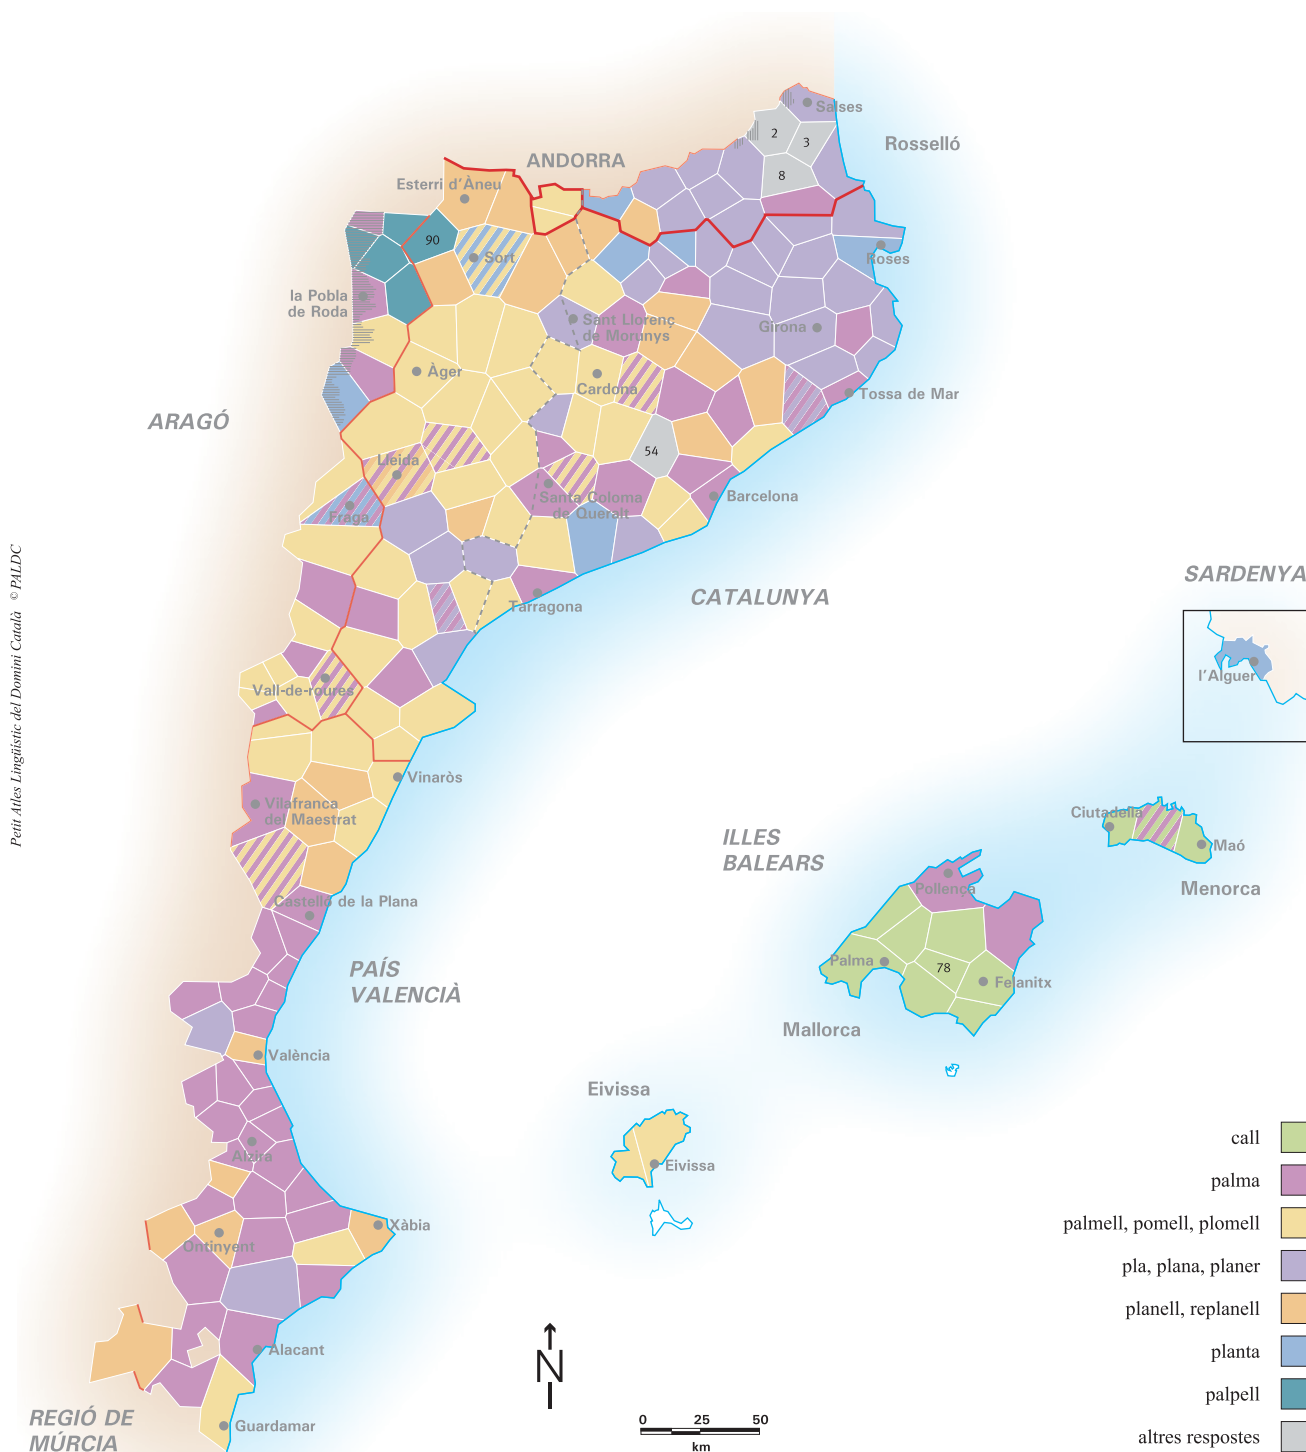 Salses
2
3
Rosselló
ANDORRA
8
Esterri d'Àneu
90
Sort
Roses
la Pobla
de Roda
Sant Llorenç
de Morunys
Girona
Àger
Cardona
Tossa de Mar
ARAGÓ
54
Lleida
Santa Coloma
de Queralt
Barcelona
Fraga
Petit Atles Lingüístic del Domini Català © PALDC
SARDENYA
CATALUNYA
Tarragona
l'Alguer
Vall-de-roures
Vinaròs
Vilafranca
del Maestrat
Ciutadella
Maó
ILLES
BALEARS
Menorca
Pollença
Castelló de la Plana
Palma
78
Felanitx
PAÍS
VALENCIÀ
Mallorca
València
Eivissa
Alzira
Eivissa
Xàbia
Ontinyent
Alacant
Guardamar
REGIÓ DE
MÚRCIA
N
0 25 50
km
call
palma
palmell, pomell, plomell
pla, plana, planer
planell, replanell
planta
palpell
altres respostes